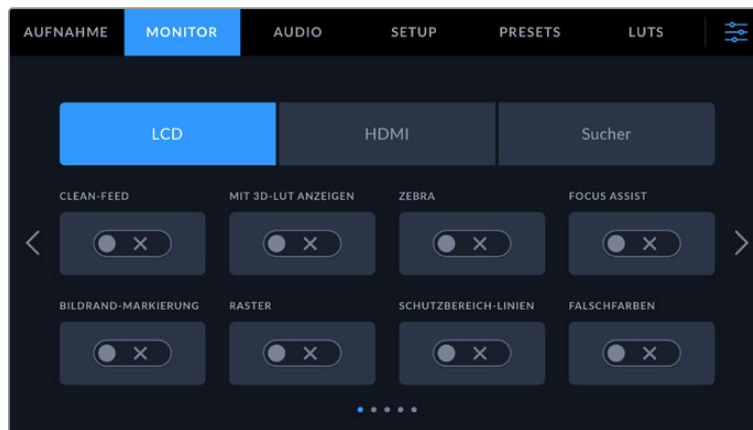 AUFNAHME MONITOR AUDIO SETUP PRESETS LUTS
LCD HDMI Sucher
CLEAN-FEED MIT 3D-LUT ANZEIGEN ZEBRA FOCUS ASSIST
BILDRAND-MARKIERUNG RASTER SCHUTZBEREICH-LINIEN FALSCHFARBEN